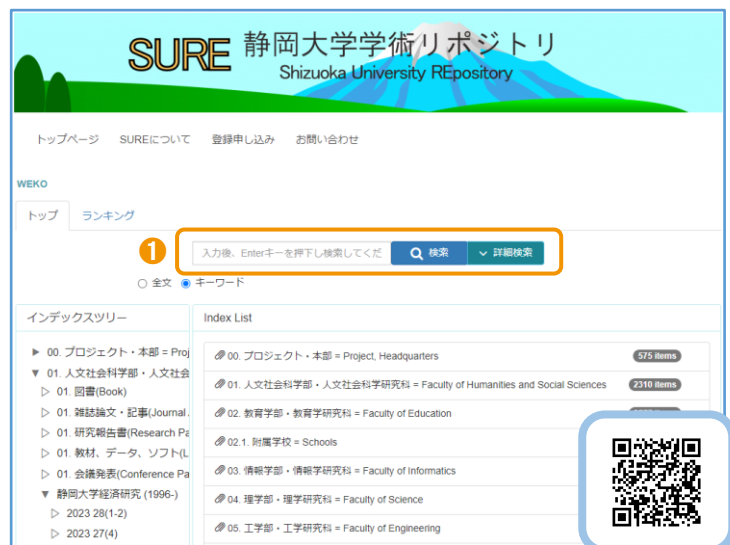 SURE 静岡大学学術リポジトリ
Shizuoka University REpository
トップページ SUREについて 登録申し込み お問い合わせ
WEKO
トップ ランキング
1
入力後、Enterキーを押下し検索してくだ 検索 詳細検索
全文 キーワード
インデックスツリー
00. プロジェクト・本部 = Proj
01. 人文社会科学部・人文社会
01. 図書(Book)
01. 雑誌論文・記事(Journal
01. 研究報告書(Research Pa
01. 教材、データ、ソフト(L
01. 会議発表(Conference Pa
静岡大学経済研究 (1996-)
2023 28(1-2)
2023 27(4)
Index List
00. プロジェクト・本部 = Project, Headquarters 575 items
01. 人文社会科学部・人文社会科学研究科 = Faculty of Humanities and Social Sciences 2310 items
02. 教育学部・教育学研究科 = Faculty of Education
02.1. 附属学校 = Schools
03. 情報学部・情報学研究科 = Faculty of Informatics
04. 理学部・理学研究科 = Faculty of Science
05. 工学部・工学研究科 = Faculty of Engineering